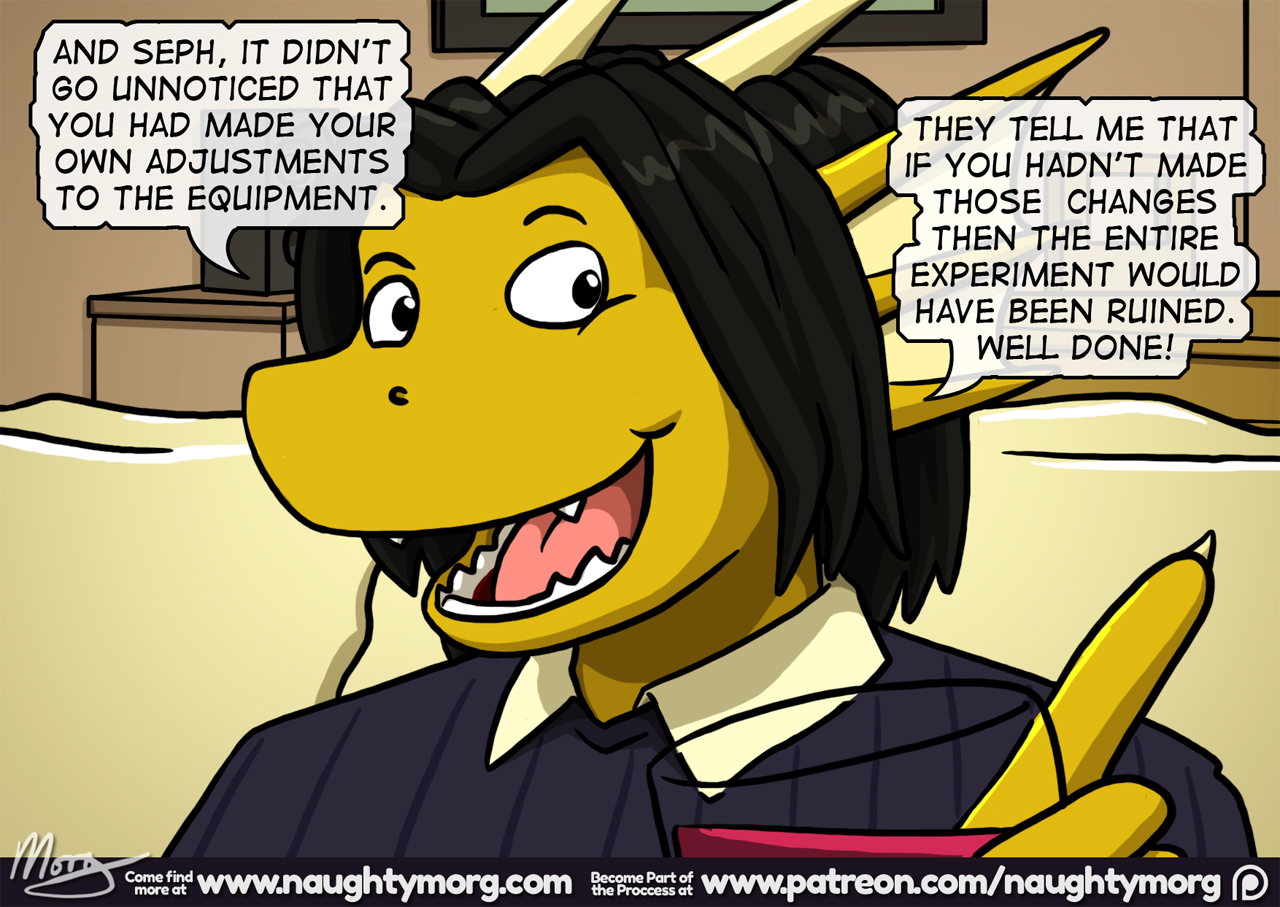 AND SEPH, IT DIDN'T
GO UNNOTICED THAT
YOU HAD MADE YOUR
OWN ADJUSTMENTS
TO THE EQUIPMENT.
THEY TELL ME THAT
IF YOU HADN'T MADE
THOSE CHANGES
THEN THE ENTIRE
EXPERIMENT WOULD
HAVE BEEN RUINED.
WELL DONE!
Morg
Come find
more at
www.naughtymorg.com
Become Part of
the Proccess at
www.patreon.com/naughtymorg